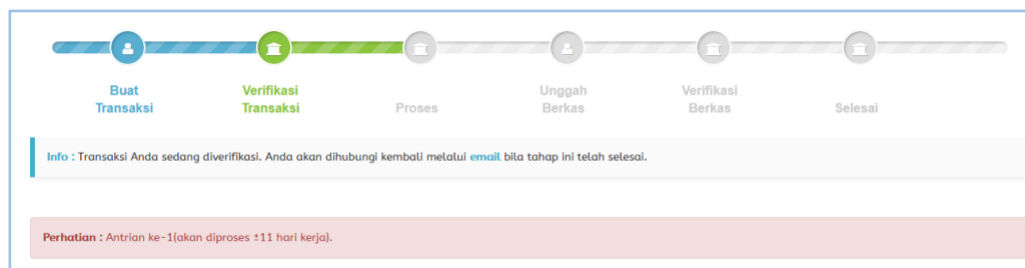 Buat Transaksi
Verifikasi Transaksi
Proses
Unggah Berkas
Verifikasi Berkas
Selesai
Info : Transaksi Anda sedang diverifikasi. Anda akan dihubungi kembali melalui email bila tahap ini telah selesai.
Perhatian : Antrian ke-1(akan diproses ±11 hari kerja).